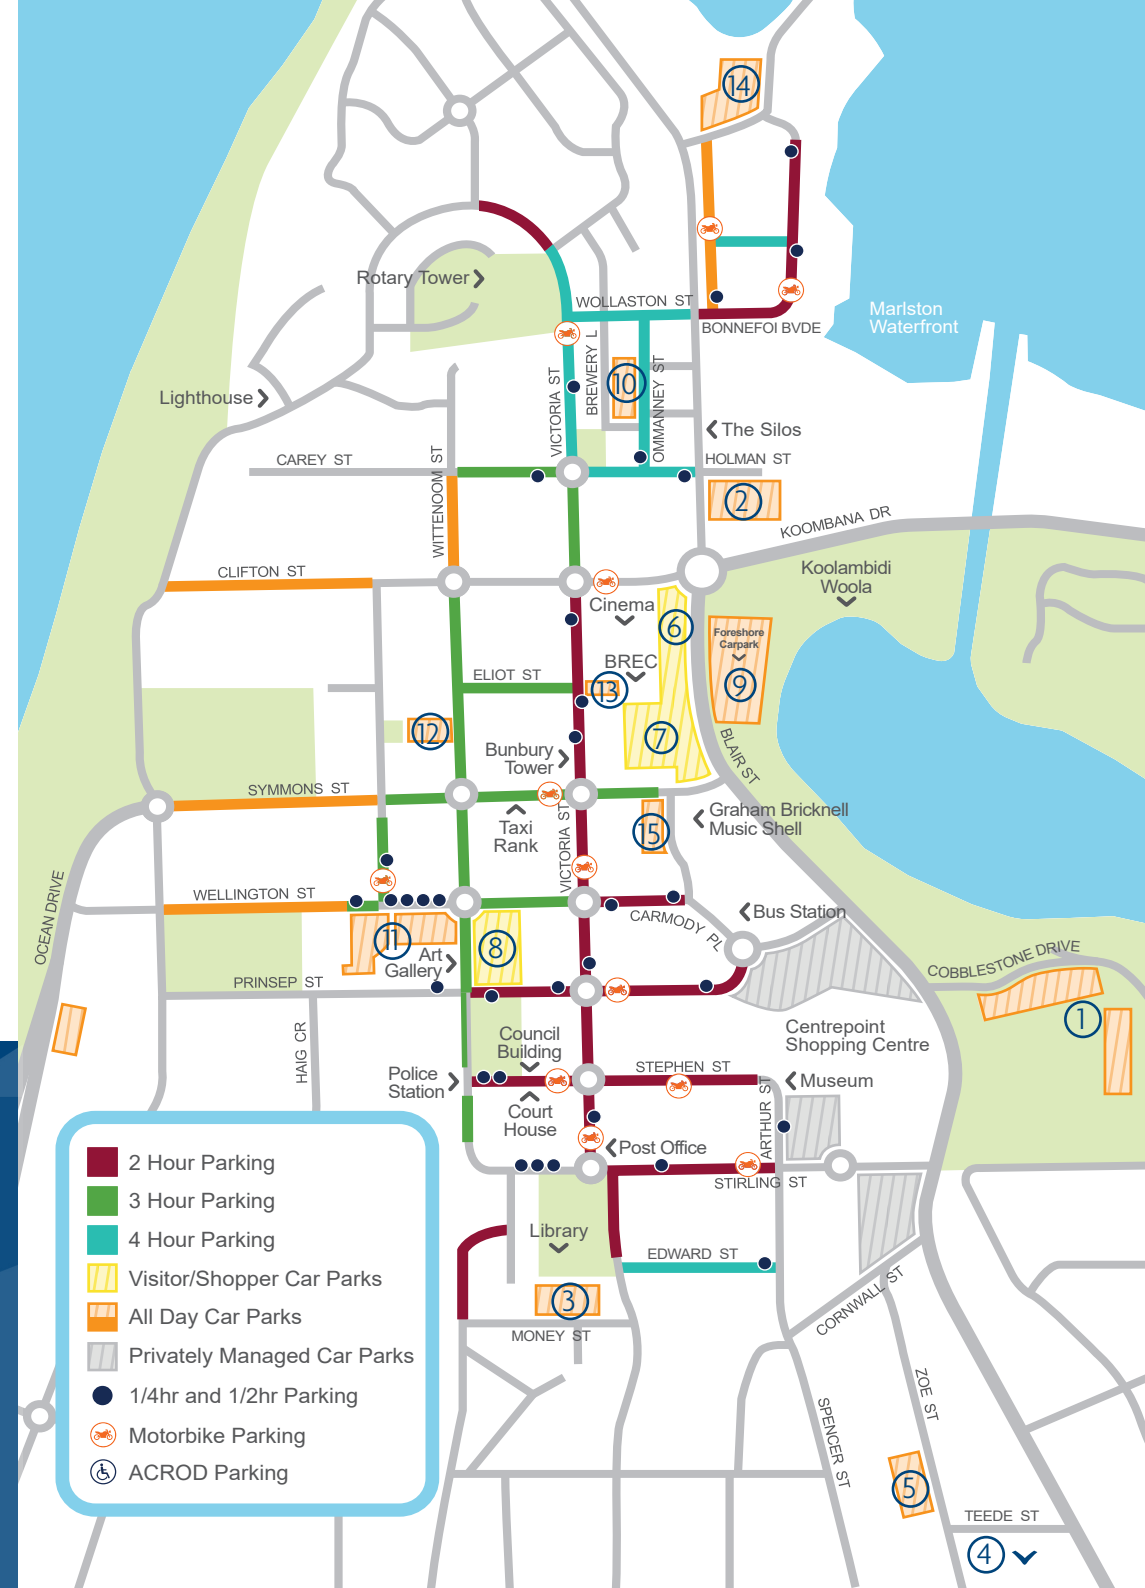 14
Rotary Tower
WOLLASTON ST
Marlston
Waterfront
BONNEFOI BVDE
BREWERY L
10
OMMANNEY ST
VICTORIA ST
Lighthouse
The Silos
CAREY ST
HOLMAN ST
WITTENOOM ST
2
KOOMBANA DR
CLIFTON ST
Koolambidi
Woola
Cinema
6
Foreshore
Carpark
BREC
ELIOT ST
13
9
12
7
BLAIR ST
Bunbury
Tower
SYMMONS ST
Taxi
Rank
VICTORIA ST
15
Graham Bricknell
Music Shell
OCEAN DRIVE
WELLINGTON ST
CARMODY PL
Bus Station
11
8
Art
Gallery
COBBLESTONE DRIVE
PRINSEP ST
1
HAIG CR
Council
Building
Centrepoint
Shopping Centre
Police
Station
STEPHEN ST
Museum
Court
House
ARTHUR ST
Post Office
STIRLING ST
Library
EDWARD ST
3
MONEY ST
CORNWALL ST
ZOE ST
SPENCER ST
5
TEEDE ST
4
2 Hour Parking
3 Hour Parking
4 Hour Parking
Visitor/Shopper Car Parks
All Day Car Parks
Privately Managed Car Parks
1/4hr and 1/2hr Parking
Motorbike Parking
ACROD Parking